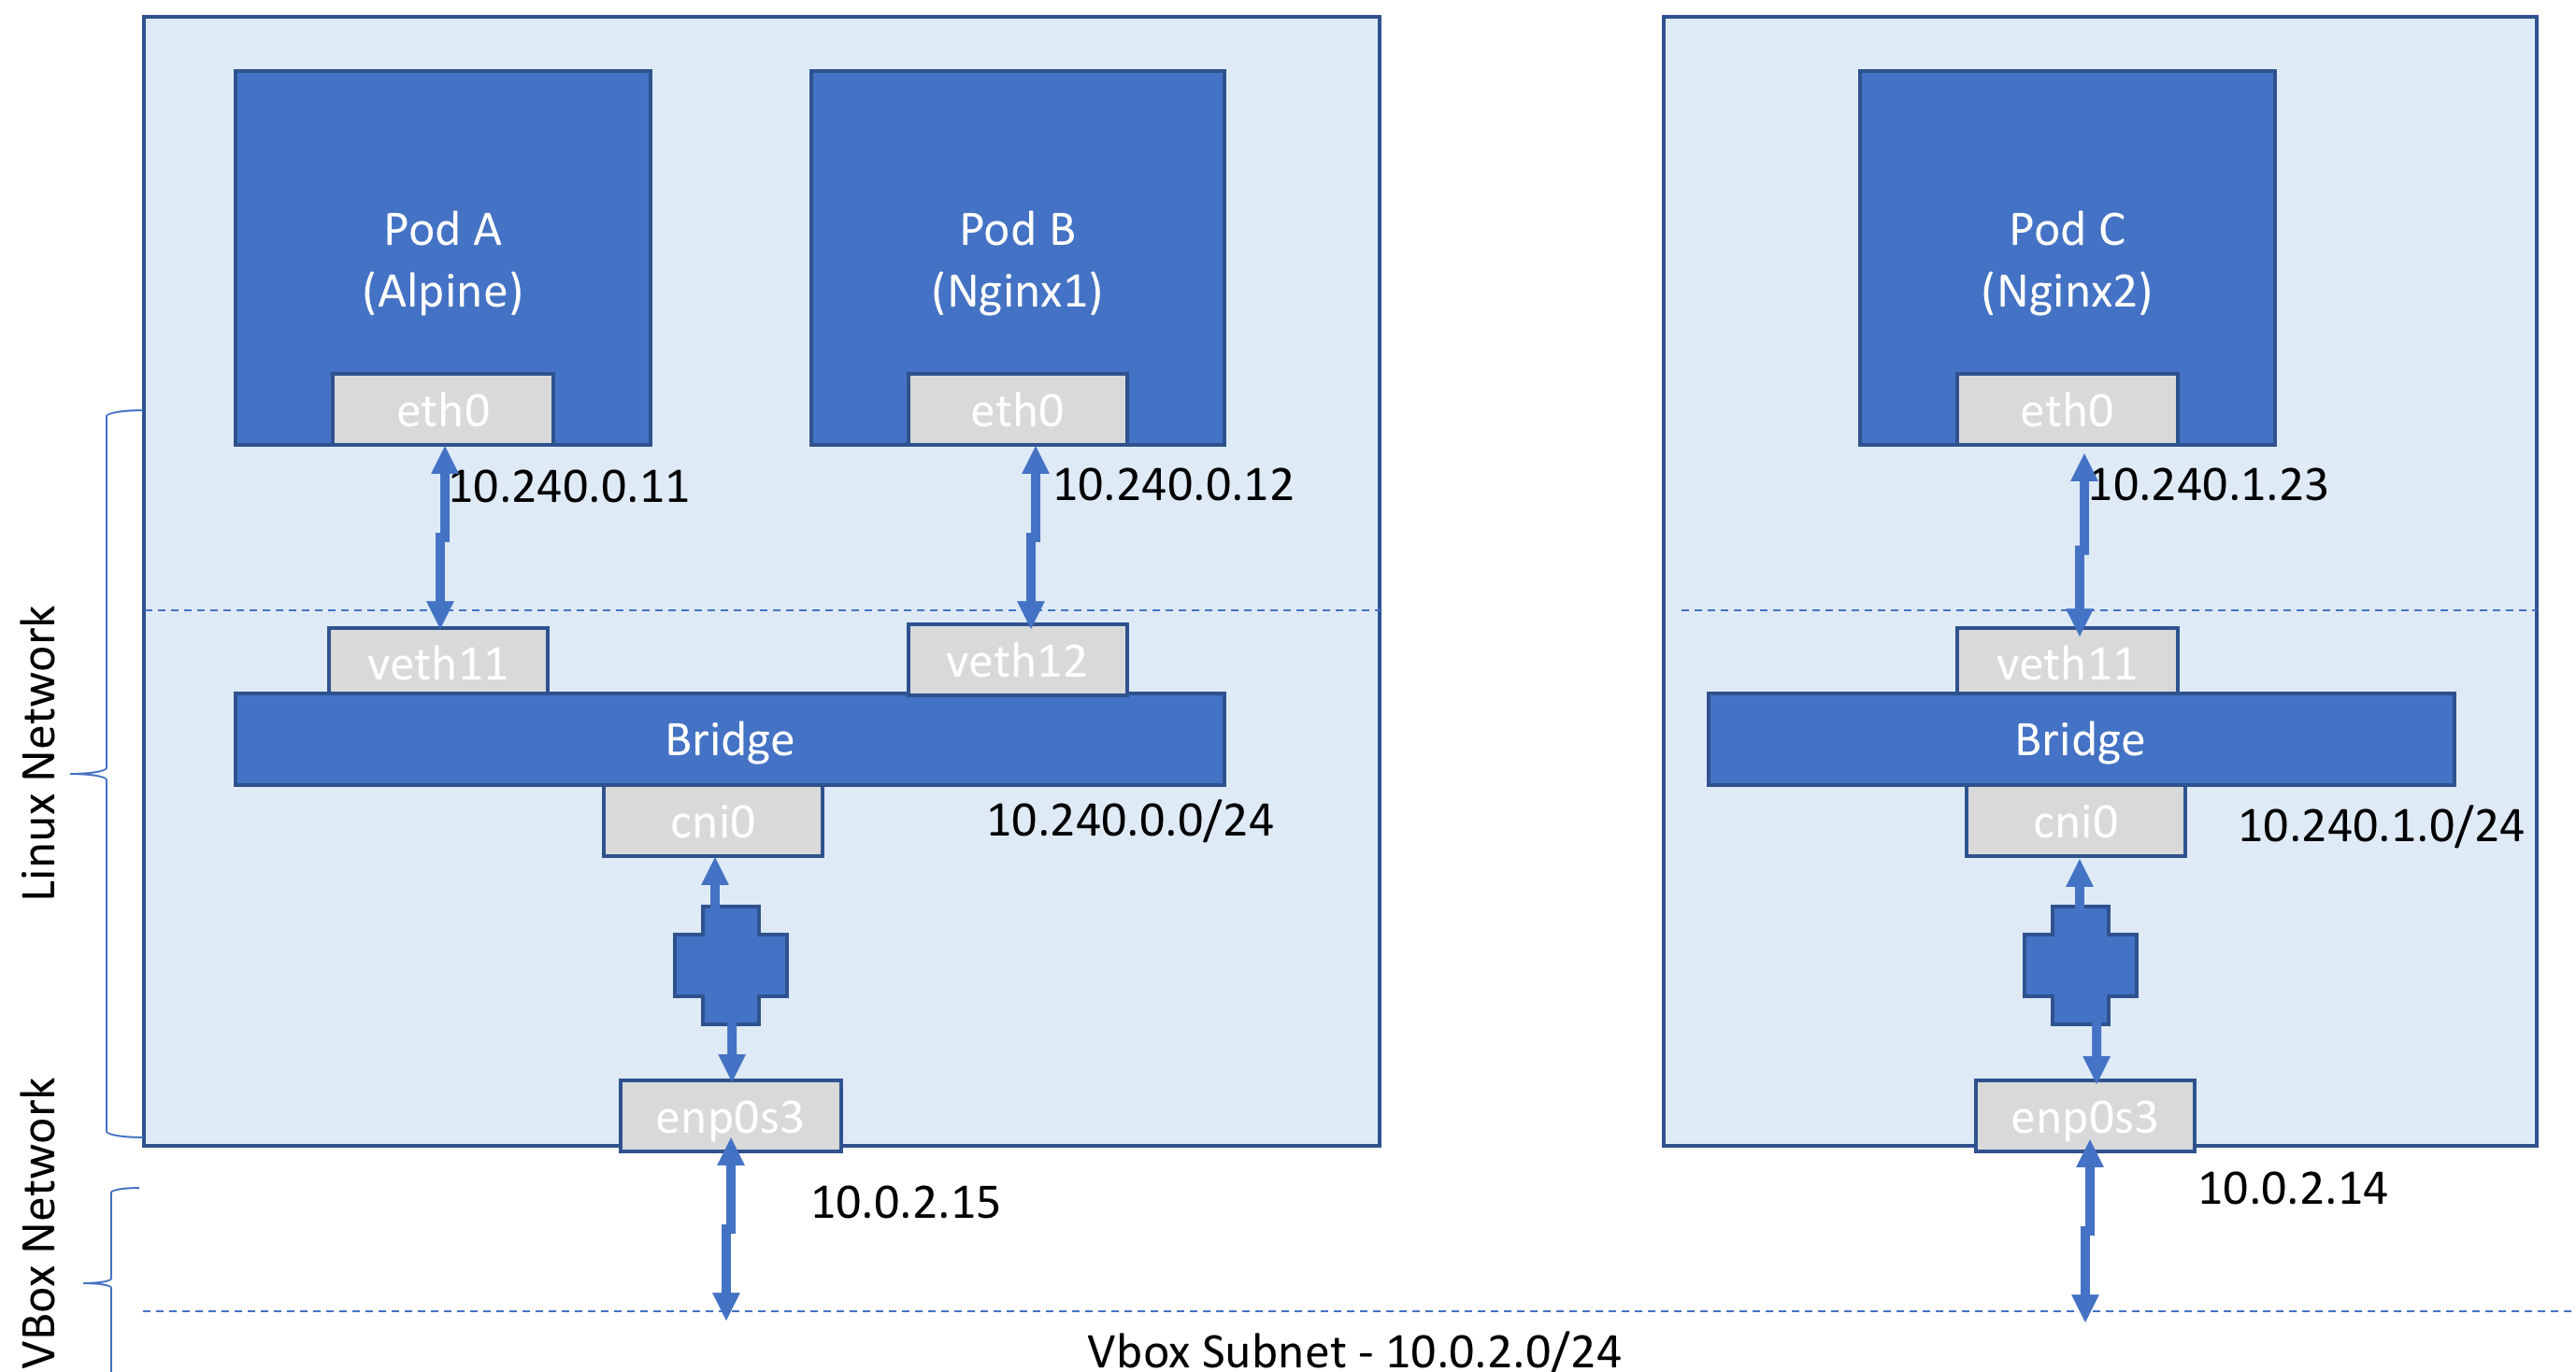 Pod A
(Alpine)
eth0
10.240.0.11
Pod B
(Nginx1)
eth0
10.240.0.12
Pod C
(Nginx2)
eth0
10.240.1.23
Linux Network
veth11
veth12
Bridge
cni0
10.240.0.0/24
veth11
Bridge
cni0
10.240.1.0/24
enp0s3
10.0.2.15
enp0s3
10.0.2.14
VBox Network
Vbox Subnet - 10.0.2.0/24